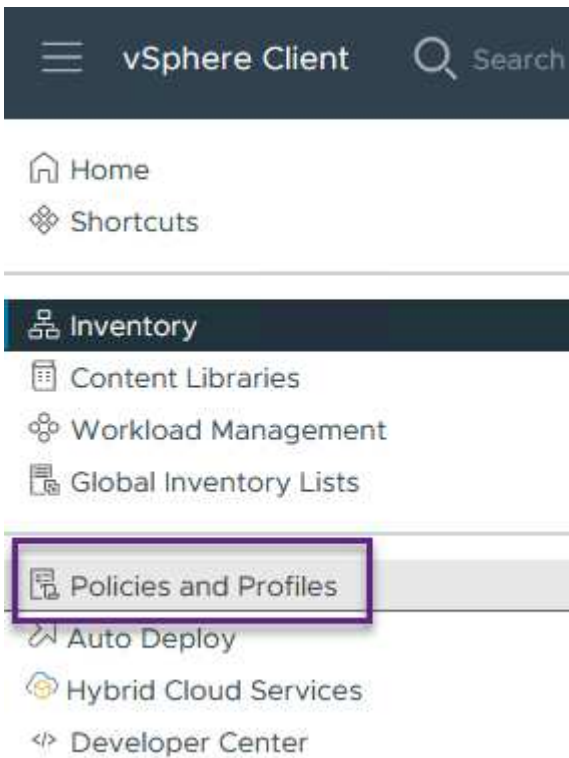 vSphere Client Search
Home
Shortcuts
Inventory
Content Libraries
Workload Management
Global Inventory Lists
Policies and Profiles
Auto Deploy
Hybrid Cloud Services
Developer Center